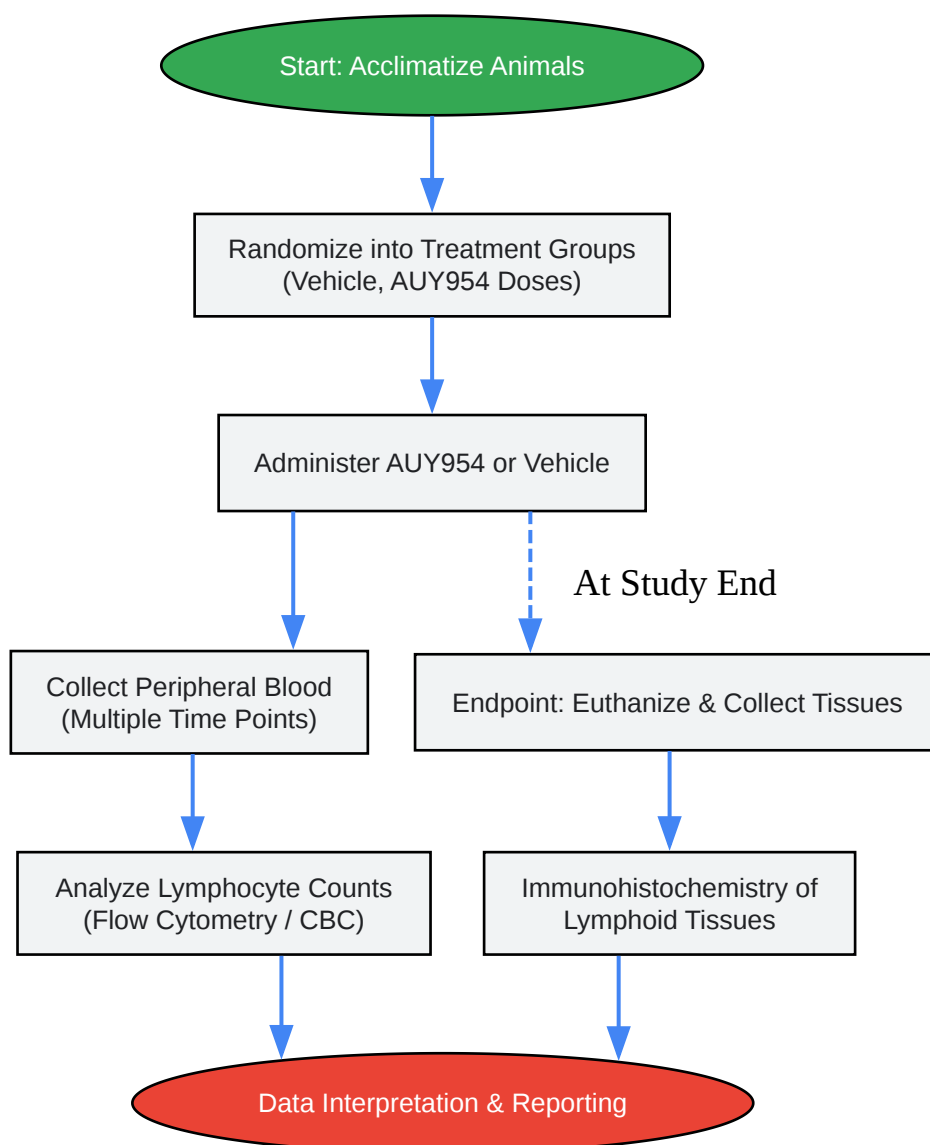 Start: Acclimatize Animals
Randomize into Treatment Groups
(Vehicle, AUY954 Doses)
Administer AUY954 or Vehicle
At Study End
Collect Peripheral Blood
(Multiple Time Points)
Endpoint: Euthanize & Collect Tissues
Analyze Lymphocyte Counts
(Flow Cytometry / CBC)
Immunohistochemistry of
Lymphoid Tissues
Data Interpretation & Reporting